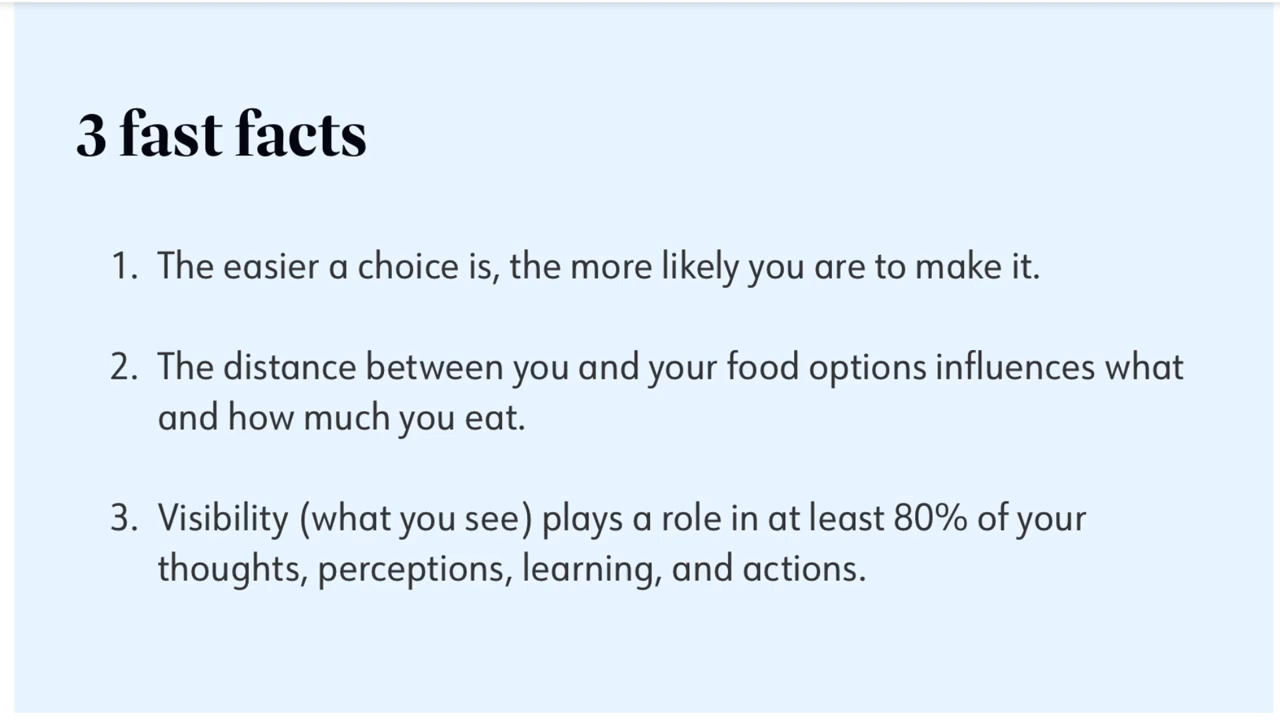 3 fast facts
1. The easier a choice is, the more likely you are to make it.
2. The distance between you and your food options influences what
and how much you eat.
3. Visibility (what you see) plays a role in at least 80% of your
thoughts, perceptions, learning, and actions.